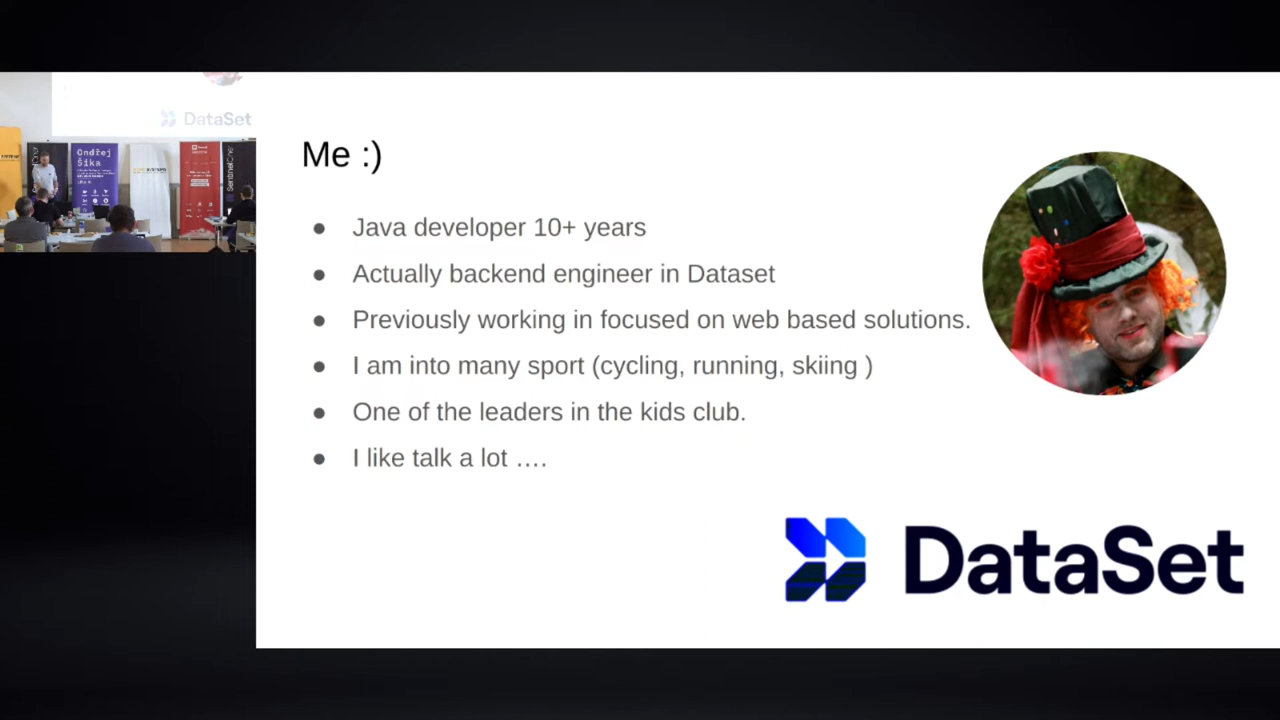 DataSet
Ondřej
Šika
SentinelOne
Me :)
Java developer 10+ years
Actually backend engineer in Dataset
Previously working in focused on web based solutions.
I am into many sport (cycling, running, skiing )
One of the leaders in the kids club.
I like talk a lot ....
DataSet